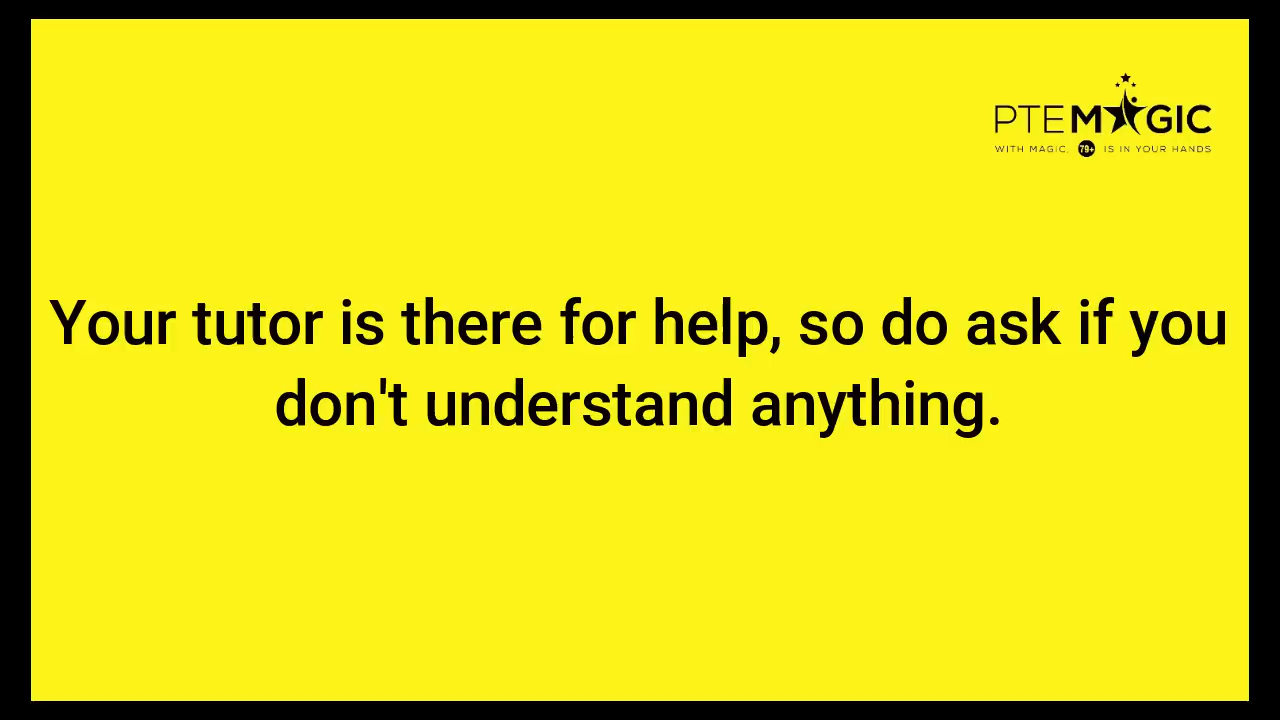 PTEMAGIC
WITH MAGIC, 79+ IS IN YOUR HANDS
Your tutor is there for help, so do ask if you
don't understand anything.